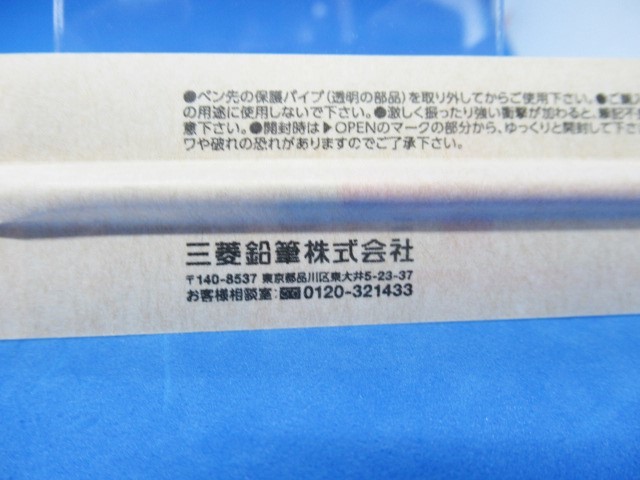 ●ペン先の保護パイプ(透明の部品)を取り外してからご使用下さい。●ご
の用途に使用しないで下さい。●激しく振ったり強い衝撃が加わると、筆記不
意下さい。●開封時は▶OPENのマークの部分から、ゆっくりと開封して下さ
ワや破れの恐れがありますのでご了承下さい。
三菱鉛筆株式会社
〒140-8537 東京都品川区東大井5-23-37
お客様相談室:0120-321433